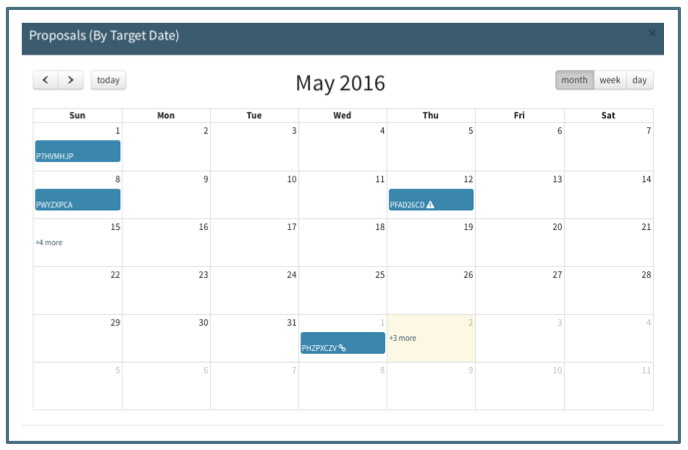 Proposals (By Target Date) ×
today May 2016 month week day
Sun Mon Tue Wed Thu Fri Sat
1 2 3 4 5 6 7
P7HVMHJP
8 9 10 11 12 13 14
PWYZXPCA PFAD26CD
15 16 17 18 19 20 21
+4 more
22 23 24 25 26 27 28
29 30 31 1 2 3 4
PHZPXCZV +3 more
5 6 7 8 9 10 11